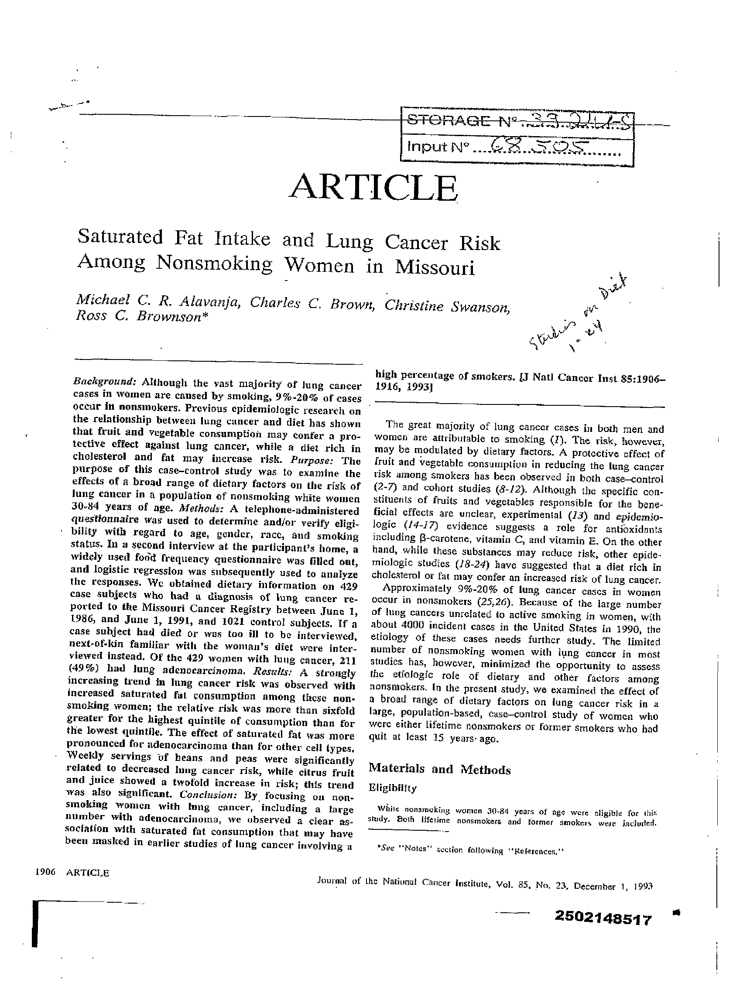 STORAGE Nº
Input Nº .... 68.505
ARTICLE
Saturated Fat Intake and Lung Cancer Risk
Among Nonsmoking Women in Missouri
Michael C. R. Alavanja, Charles C. Brown, Christine Swanson,
Ross C. Brownson*
Studies on Diet
1-24
Background: Although the vast majority of lung cancer
cases in women are caused by smoking, 9%-20% of cases
occur in nonsmokers. Previous epidemiologic research on
the relationship between lung cancer and diet has shown
that fruit and vegetable consumption may confer a pro-
tective effect against lung cancer, while a diet rich in
cholesterol and fat may increase risk. Purpose: The
purpose of this case-control study was to examine the
effects of a broad range of dietary factors on the risk of
lung cancer in a population of nonsmoking white women
30-84 years of age. Methods: A telephone-administered
questionnaire was used to determine and/or verify eligi-
bility with regard to age, gender, race, and smoking
status. In a second interview at the participant's home, a
widely used food frequency questionnaire was filled out,
and logistic regression was subsequently used to analyze
the responses. We obtained dietary information on 429
case subjects who had a diagnosis of lung cancer re-
ported to the Missouri Cancer Registry between June 1,
1986, and June 1, 1991, and 1021 control subjects. If a
case subject had died or was too ill to be interviewed,
next-of-kin familiar with the woman's diet were inter-
viewed instead. Of the 429 women with lung cancer, 211
(49%) had lung adenocarcinoma. Results: A strongly
increasing trend in lung cancer risk was observed with
increased saturated fat consumption among these non-
smoking women; the relative risk was more than sixfold
greater for the highest quintile of consumption than for
the lowest quintile. The effect of saturated fat was more
pronounced for adenocarcinoma than for other cell types.
Weekly servings of beans and peas were significantly
related to decreased lung cancer risk, while citrus fruit
and juice showed a twofold increase in risk; this trend
was also significant. Conclusion: By focusing on non-
smoking women with lung cancer, including a large
number with adenocarcinoma, we observed a clear as-
sociation with saturated fat consumption that may have
been masked in earlier studies of lung cancer involving a
high percentage of smokers. [J Natl Cancer Inst 85:1906–
1916, 1993]
The great majority of lung cancer cases in both men and
women are attributable to smoking (1). The risk, however,
may be modulated by dietary factors. A protective effect of
fruit and vegetable consumption in reducing the lung cancer
risk among smokers has been observed in both case-control
(2-7) and cohort studies (8-12). Although the specific con-
stituents of fruits and vegetables responsible for the bene-
ficial effects are unclear, experimental (13) and epidemio-
logic (14-17) evidence suggests a role for antioxidants
including β-carotene, vitamin C, and vitamin E. On the other
hand, while these substances may reduce risk, other epide-
miologic studies (18-24) have suggested that a diet rich in
cholesterol or fat may confer an increased risk of lung cancer.
Approximately 9%-20% of lung cancer cases in women
occur in nonsmokers (25,26). Because of the large number
of lung cancers unrelated to active smoking in women, with
about 4000 incident cases in the United States in 1990, the
etiology of these cases needs further study. The limited
number of nonsmoking women with lung cancer in most
studies has, however, minimized the opportunity to assess
the etiologic role of dietary and other factors among
nonsmokers. In the present study, we examined the effect of
a broad range of dietary factors on lung cancer risk in a
large, population-based, case-control study of women who
were either lifetime nonsmokers or former smokers who had
quit at least 15 years ago.
Materials and Methods
Eligibility
White nonsmoking women 30-84 years of age were eligible for this
study. Both lifetime nonsmokers and former smokers were included.
*See "Notes" section following "References."
1906 ARTICLE
Journal of the National Cancer Institute, Vol. 85, No. 23, December 1, 1993
2502148517